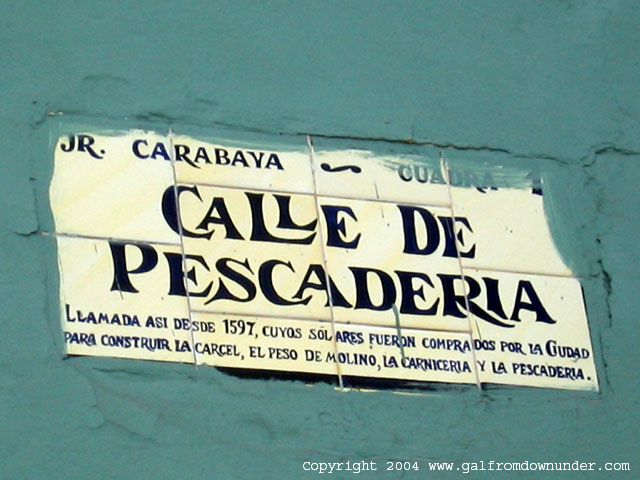 JR. CARABAYA ~ CUADRA
CALLE DE
PESCADERIA
LLAMADA ASI DESDE 1597, CUYOS SOLARES FUERON COMPRADOS POR LA CIUDAD
PARA CONSTRUIR LA CARCEL, EL PESO DE MOLINO, LA CARNICERIA Y LA PESCADERIA.
Copyright 2004 www.galfromdownunder.com